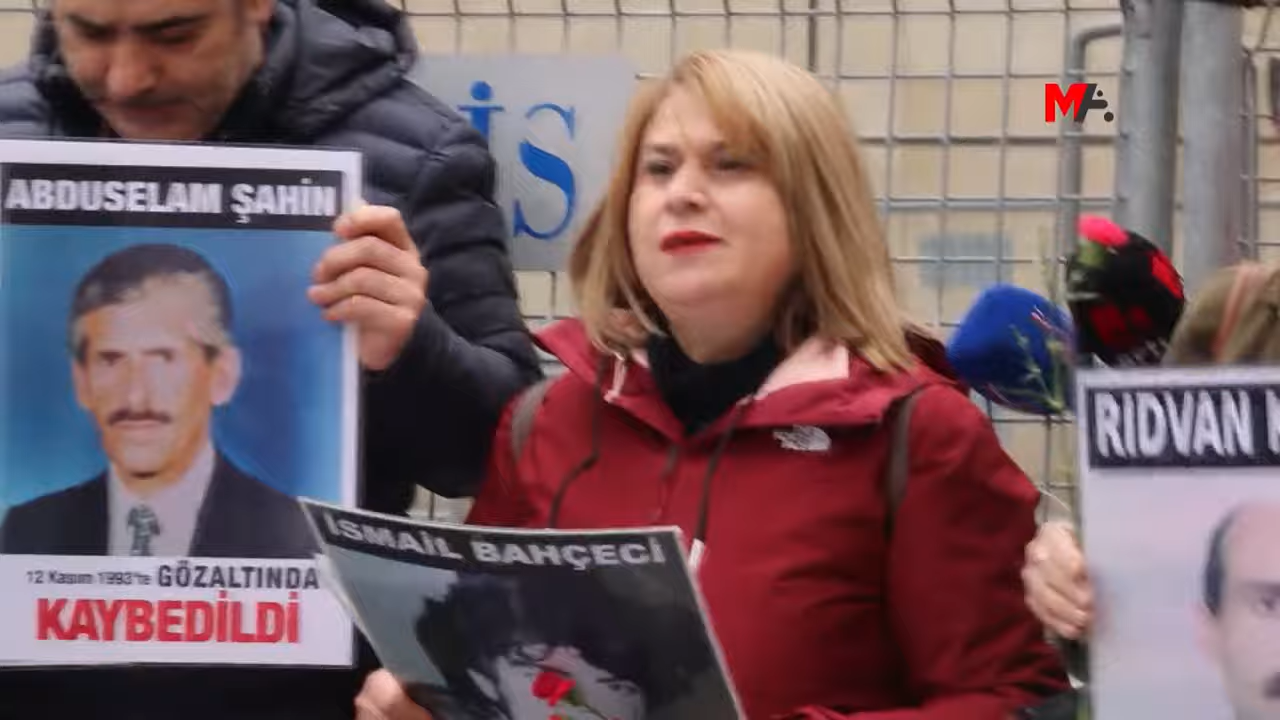 MA
İS
ABDUSELAM ŞAHİN
12 Kasım 1993'te GÖZALTINDA
KAYBEDİLDİ
İSMAİL BAHÇECİ
RIDVAN